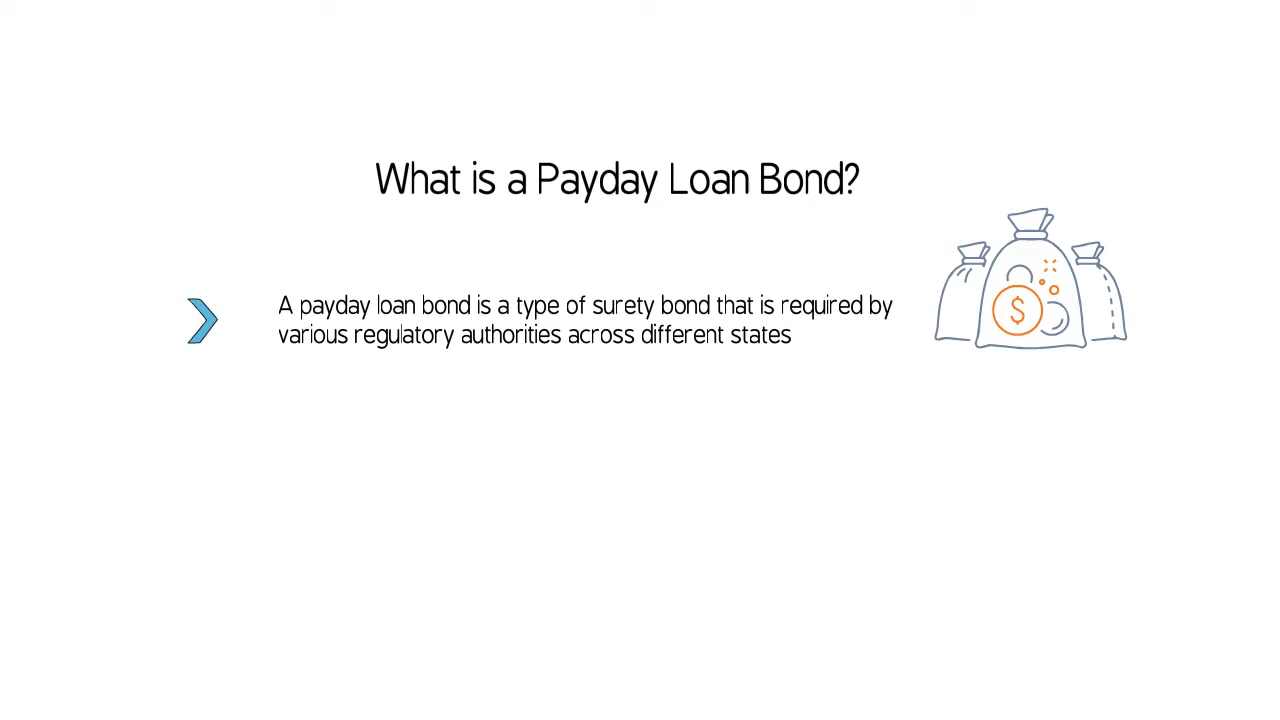 What is a Payday Loan Bond?
A payday loan bond is a type of surety bond that is required by
various regulatory authorities across different states
$